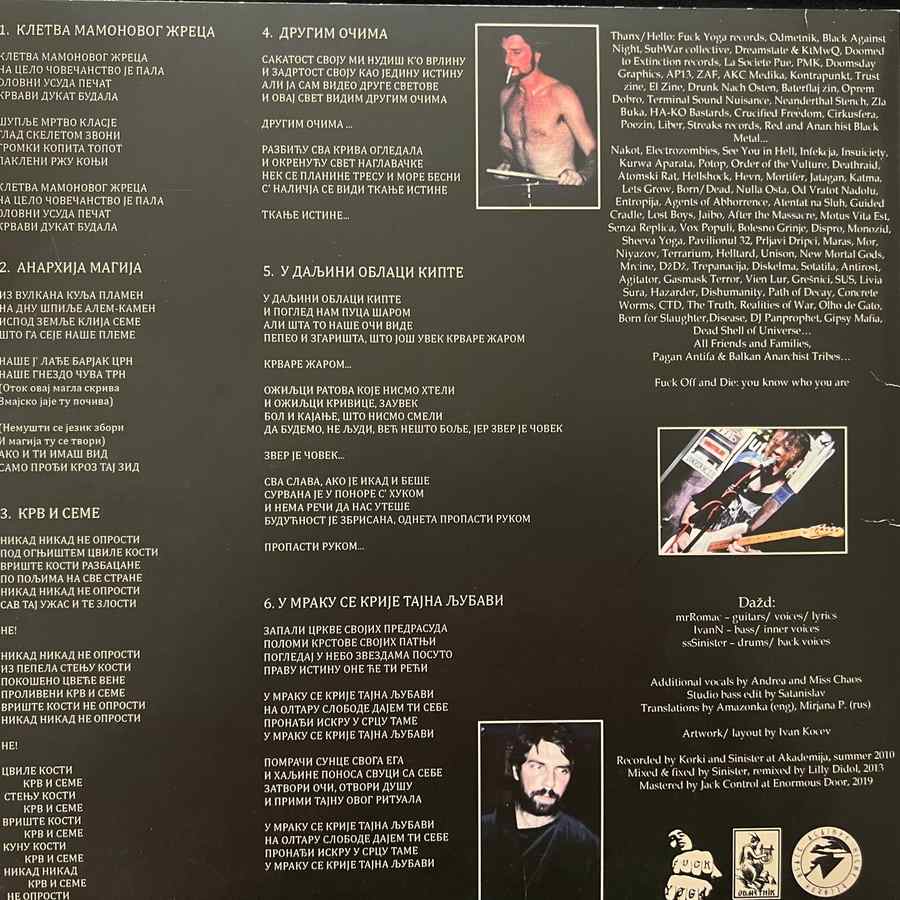 1. КЛЕТВА МАМОНОВОГ ЖРЕЦА
КЛЕТВА МАМОНОВОГ ЖРЕЦА
НА ЦЕЛО ЧОВЕЧАНСТВО ЈЕ ПАЛА
ОЛОВНИ УСУДА ПЕЧАТ
КРВАВИ ДУКАТ БУДАЛА
ШУПЉЕ МРТВО КЛАСЈЕ
ГЛАД СКЕЛЕТОМ ЗВОНИ
ГРОМКИ КОПИТА ТОПОТ
ПАКЛЕНИ РЖУ КОЊИ
КЛЕТВА МАМОНОВОГ ЖРЕЦА
НА ЦЕЛО ЧОВЕЧАНСТВО ЈЕ ПАЛА
ОЛОВНИ УСУДА ПЕЧАТ
КРВАВИ ДУКАТ БУДАЛА
2. АНАРХИЈА МАГИЈА
ИЗ ВУЛКАНА КУЉА ПЛАМЕН
НА ДНУ ШПИЉЕ АЛЕМ-КАМЕН
ИСПОД ЗЕМЉЕ КЛИЈА СЕМЕ
ШТО ГА СЕЈЕ НАШЕ ПЛЕМЕ
НАШЕ Ј' ЛАЂЕ БАРЈАК ЦРН
НАШЕ ГНЕЗДО ЧУВА ТРН
(Оток овај магла скрива
Змајско јаје ту почива)
(Немушти се језик збори
И магија ту се твори)
АКО И ТИ ИМАШ ВИД
САМО ПРОЂИ КРОЗ ТАЈ ЗИД
3. КРВ И СЕМЕ
НИКАД НИКАД НЕ ОПРОСТИ
ПОД ОГЊИШТЕМ ЦВИЛЕ КОСТИ
ВРИШТЕ КОСТИ РАЗБАЦАНЕ
ПО ПОЉИМА НА СВЕ СТРАНЕ
НИКАД НИКАД НЕ ОПРОСТИ
САВ ТАЈ УЖАС И ТЕ ЗЛОСТИ
НЕ!
НИКАД НИКАД НЕ ОПРОСТИ
ИЗ ПЕПЕЛА СТЕЊУ КОСТИ
ПОКОШЕНО ЦВЕЋЕ ВЕНЕ
ПРОЛИВЕНИ КРВ И СЕМЕ
ВРИШТЕ КОСТИ НЕ ОПРОСТИ
НИКАД НИКАД НЕ ОПРОСТИ
НЕ!
ЦВИЛЕ КОСТИ
КРВ И СЕМЕ
СТЕЊУ КОСТИ
КРВ И СЕМЕ
ВРИШТЕ КОСТИ
КРВ И СЕМЕ
КУНУ КОСТИ
КРВ И СЕМЕ
НИКАД НИКАД
КРВ И СЕМЕ
НЕ ОПРОСТИ
4. ДРУГИМ ОЧИМА
САКАТОСТ СВОЈУ МИ НУДИШ К'О ВРЛИНУ
И ЗАДРТОСТ СВОЈУ КАО ЈЕДИНУ ИСТИНУ
АЛИ ЈА САМ ВИДЕО ДРУГЕ СВЕТОВЕ
И ОВАЈ СВЕТ ВИДИМ ДРУГИМ ОЧИМА
ДРУГИМ ОЧИМА ...
РАЗБИЋУ СВА КРИВА ОГЛЕДАЛА
И ОКРЕНУЋУ СВЕТ НАГЛАВАЧКЕ
НЕК СЕ ПЛАНИНЕ ТРЕСУ И МОРЕ БЕСНИ
С' НАЛИЧЈА СЕ ВИДИ ТКАЊЕ ИСТИНЕ
ТКАЊЕ ИСТИНЕ...
5. У ДАЉИНИ ОБЛАЦИ КИПТЕ
У ДАЉИНИ ОБЛАЦИ КИПТЕ
И ПОГЛЕД НАМ ПУЦА ШАРОМ
АЛИ ШТА ТО НАШЕ ОЧИ ВИДЕ
ПЕПЕО И ЗГАРИШТА, ШТО ЈОШ УВЕК КРВАРЕ ЖАРОМ
КРВАРЕ ЖАРОМ...
ОЖИЉЦИ РАТОВА КОЈЕ НИСМО ХТЕЛИ
И ОЖИЉЦИ КРИВИЦЕ, ЗАУВЕК
БОЛ И КАЈАЊЕ, ШТО НИСМО СМЕЛИ
ДА БУДЕМО, НЕ ЉУДИ, ВЕЋ НЕШТО БОЉЕ, ЈЕР ЗВЕР ЈЕ ЧОВЕК
ЗВЕР ЈЕ ЧОВЕК...
СВА СЛАВА, АКО ЈЕ ИКАД И БЕШЕ
СУРВАНА ЈЕ У ПОНОРЕ С' ХУКОМ
И НЕМА РЕЧИ ДА НАС УТЕШЕ
БУДУЋНОСТ ЈЕ ЗБРИСАНА, ОДНЕТА ПРОПАСТИ РУКОМ
ПРОПАСТИ РУКОМ...
6. У МРАКУ СЕ КРИЈЕ ТАЈНА ЉУБАВИ
ЗАПАЛИ ЦРКВЕ СВОЈИХ ПРЕДРАСУДА
ПОЛОМИ КРСТОВЕ СВОЈИХ ПАТЊИ
ПОГЛЕДАЈ У НЕБО ЗВЕЗДАМА ПОСУТО
ПРАВУ ИСТИНУ ОНЕ ЋЕ ТИ РЕЋИ
У МРАКУ СЕ КРИЈЕ ТАЈНА ЉУБАВИ
НА ОЛТАРУ СЛОБОДЕ ДАЈЕМ ТИ СЕБЕ
ПРОНАЂИ ИСКРУ У СРЦУ ТАМЕ
У МРАКУ СЕ КРИЈЕ ТАЈНА ЉУБАВИ
ПОМРАЧИ СУНЦЕ СВОГА ЕГА
И ХАЉИНЕ ПОНОСА СВУЦИ СА СЕБЕ
ЗАТВОРИ ОЧИ, ОТВОРИ ДУШУ
И ПРИМИ ТАЈНУ ОВОГ РИТУАЛА
У МРАКУ СЕ КРИЈЕ ТАЈНА ЉУБАВИ
НА ОЛТАРУ СЛОБОДЕ ДАЈЕМ ТИ СЕБЕ
ПРОНАЂИ ИСКРУ У СРЦУ ТАМЕ
У МРАКУ СЕ КРИЈЕ ТАЈНА ЉУБАВИ
Thanx/Hello: Fuck Yoga records, Odmetnik, Black Against
Night, SubWar collective, Dreamstate & KtMwQ, Doomed
to Extinction records, La Societe Pue, PMK, Doomsday
Graphics, AP13, ZAF, AKC Medika, Kontrapunkt, Trust
zine, El Zine, Drunk Nach Osten, Baterflaj zin, Oprem
Dobro, Terminal Sound Nuisance, Neanderthal Stench, Zla
Buka, HA-KO Bastards, Crucified Freedom, Cirkusfera,
Poezin, Liber, Streaks records, Red and Anarchist Black
Metal...
Nakot, Electrozombies, See You in Hell, Infekcja, Insuiciety,
Kurwa Aparata, Potop, Order of the Vulture, Deathraid,
Atomski Rat, Hellshock, Hevn, Mortifer, Jatagan, Katma,
Lets Grow, Born/Dead, Nulla Osta, Od Vratot Nadolu,
Entropija, Agents of Abhorrence, Atentat na Sluh, Guided
Cradle, Lost Boys, Jaibo, After the Massacre, Motus Vita Est,
Senza Replica, Vox Populi, Bolesno Grinje, Dispro, Monozid,
Sheeva Yoga, Pavilionul 32, Prljavi Dripci, Maras, Mor,
Niyazov, Terrarium, Helltard, Unison, New Mortal Gods,
Mrcine, DžDž, Trepanacija, Diskelma, Sotatila, Antirost,
Agitator, Gasmask Terror, Vien Lur, Grešnici, SUS, Livia
Sura, Hazarder, Dishumanity, Path of Decay, Concrete
Worms, CTD, The Truth, Realities of War, Olho de Gato,
Born for Slaughter,Disease, DJ Panprophet, Gipsy Mafia,
Dead Shell of Universe...
All Friends and Families,
Pagan Antifa & Balkan Anarchist Tribes...
Fuck Off and Die: you know who you are
Dažd:
mrRomac – guitars/ voices/ lyrics
IvanN – bass/ inner voices
ssSinister – drums/ back voices
Additional vocals by Andrea and Miss Chaos
Studio bass edit by Satanislav
Translations by Amazonka (eng), Mirjana P. (rus)
Artwork/ layout by Ivan Kocev
Recorded by Korki and Sinister at Akademija, summer 2010
Mixed & fixed by Sinister, remixed by Lilly Didol, 2013
Mastered by Jack Control at Enormous Door, 2019
FUCK
YOGA
ОДМЕТНИК
BLACK AGAINST NIGHT RECORDS